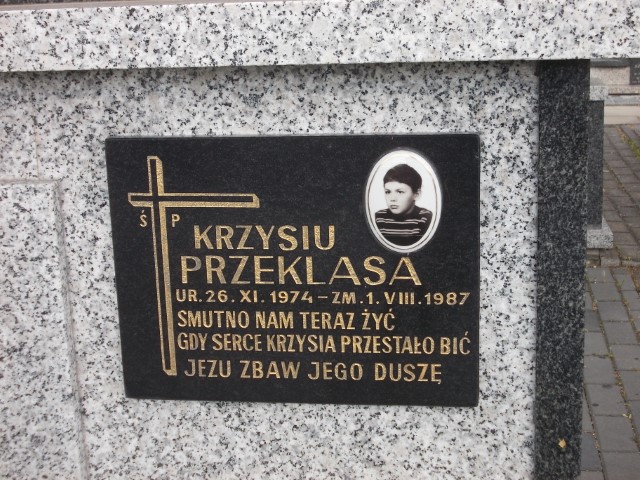 Ś P
KRZYSIU
PRZEKLASA
UR. 26. XI. 1974 – ZM. 1. VIII. 1987
SMUTNO NAM TERAZ ŻYĆ
GDY SERCE KRZYSIA PRZESTAŁO BIĆ
JEZU ZBAW JEGO DUSZĘ